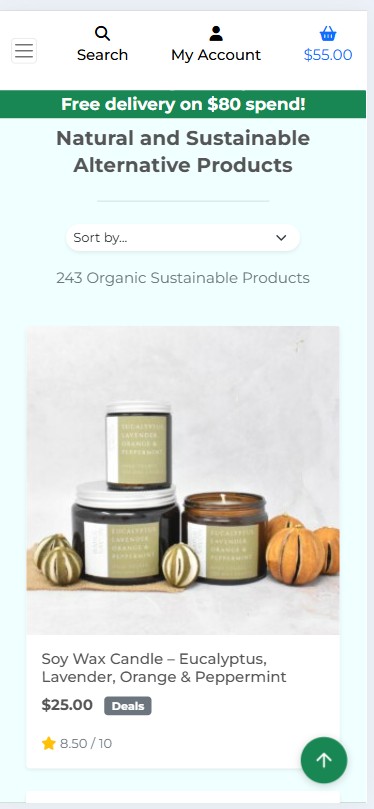 Search
My Account
$55.00
Free delivery on $80 spend!
Natural and Sustainable
Alternative Products
Sort by...
243 Organic Sustainable Products
EUCALYPTUS,
LAVENDER,
ORANGE &
PEPPERMINT
EUCALYPTUS,
LAVENDER,
ORANGE &
PEPPERMINT
EUCALYPTUS,
LAVENDER,
ORANGE &
PEPPERMINT
Soy Wax Candle – Eucalyptus,
Lavender, Orange & Peppermint
$25.00 Deals
8.50 / 10